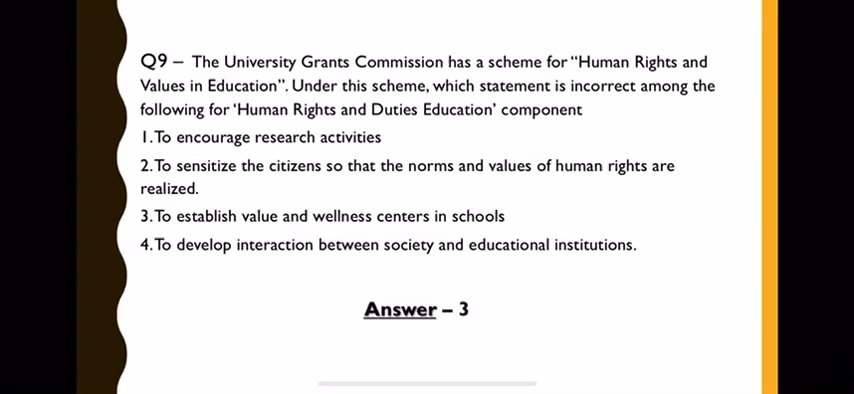 Q9 – The University Grants Commission has a scheme for “Human Rights and
Values in Education”. Under this scheme, which statement is incorrect among the
following for ‘Human Rights and Duties Education’ component
1.To encourage research activities
2.To sensitize the citizens so that the norms and values of human rights are
realized.
3.To establish value and wellness centers in schools
4.To develop interaction between society and educational institutions.
Answer – 3